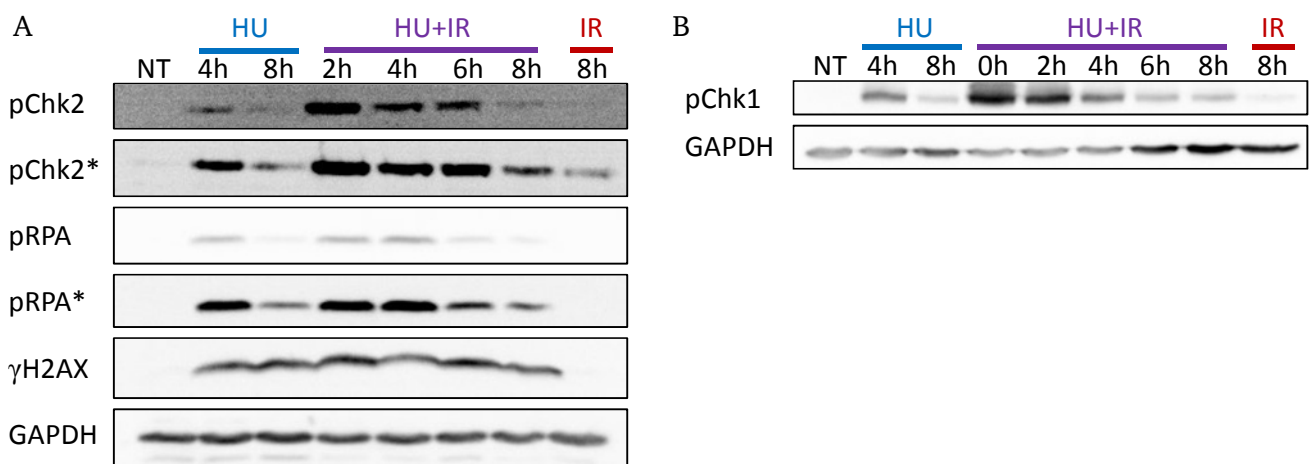 A
HU HU+IR IR
NT 4h 8h 2h 4h 6h 8h 8h
pChk2
pChk2*
pRPA
pRPA*
γH2AX
GAPDH
B
HU HU+IR IR
NT 4h 8h 0h 2h 4h 6h 8h 8h
pChk1
GAPDH